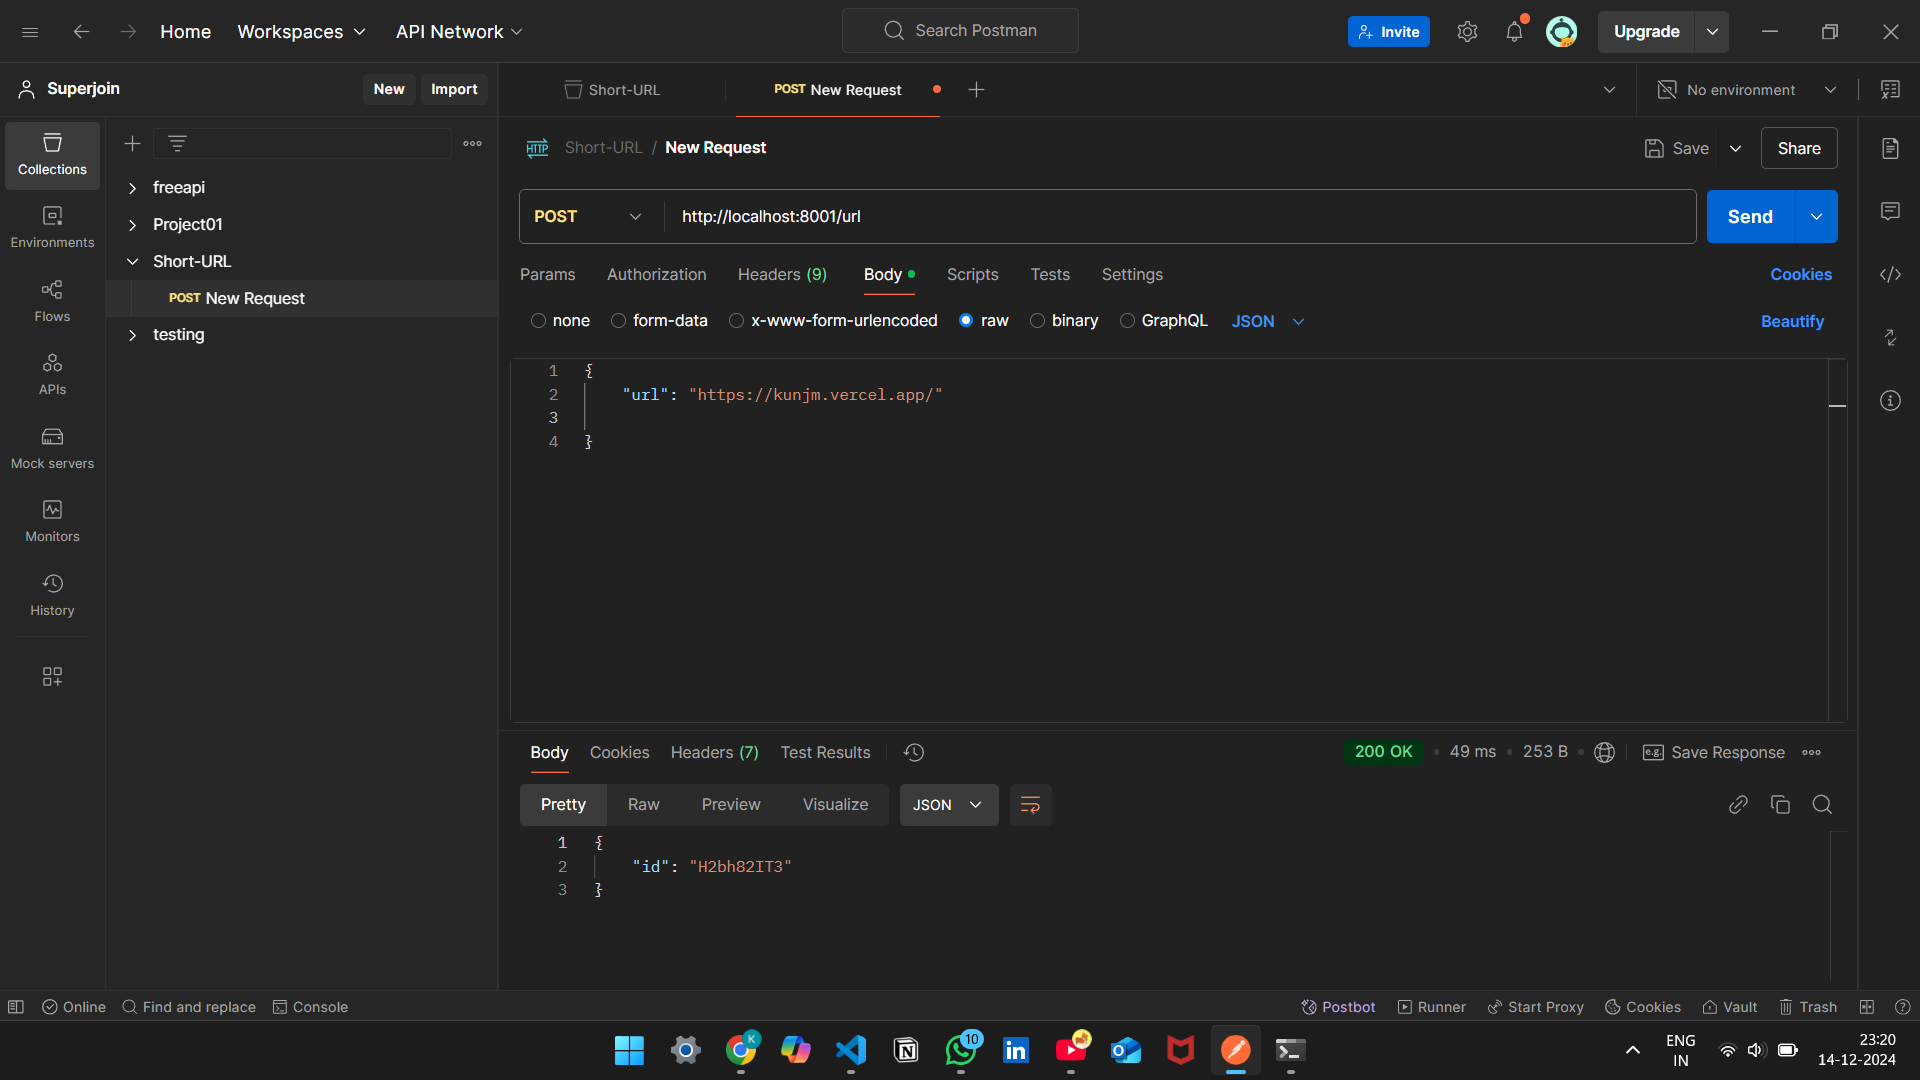 Home Workspaces API Network Search Postman Invite Upgrade
Superjoin New Import
Short-URL POST New Request No environment
Collections
Environments
Flows
APIs
Mock servers
Monitors
History
freeapi
Project01
Short-URL
POST New Request
testing
HTTP Short-URL / New Request Save Share
POST http://localhost:8001/url Send
Params Authorization Headers (9) Body Scripts Tests Settings Cookies
none form-data x-www-form-urlencoded raw binary GraphQL JSON Beautify
1 {
2 "url": "https://kunjm.vercel.app/"
3
4 }
Body Cookies Headers (7) Test Results 200 OK 49 ms 253 B e.g. Save Response
Pretty Raw Preview Visualize JSON
1 {
2 "id": "H2bh82IT3"
3 }
Online Find and replace Console Postbot Runner Start Proxy Cookies Vault Trash
K 10 ENG 23:20
IN 14-12-2024